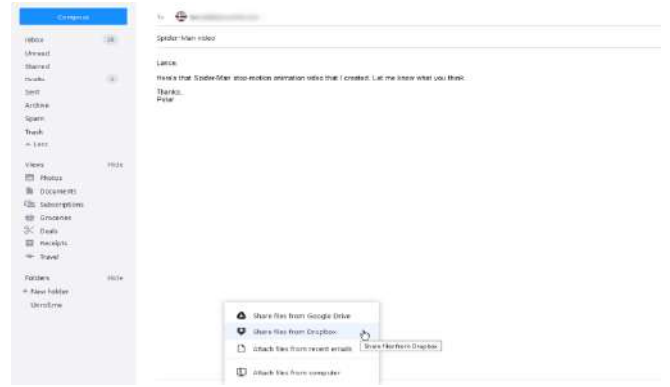 Compose
Inbox
Unread
Starred
Drafts
Sent
Archive
Spam
Trash
Less
Views Hide
Photos
Documents
Subscriptions
Groceries
Deals
Receipts
Travel
Folders Hide
+ New Folder
Unroll.me
To
Spider-Man video
Lance,
Here's that Spider-Man stop-motion animation video that I created. Let me know what you think.
Thanks,
Peter
Share files from Google Drive
Share files from Dropbox
Share files from Dropbox
Attach files from recent emails
Attach files from computer